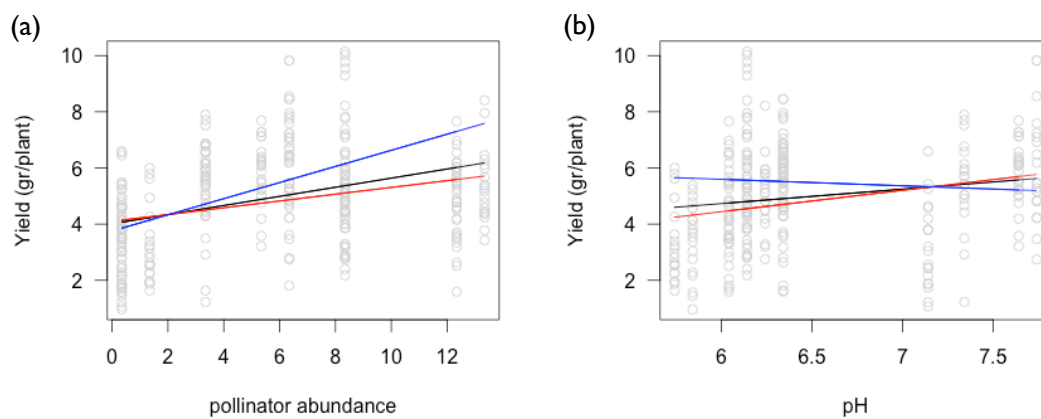 (a)
Yield (gr/plant)
10
8
6
4
2
0 2 4 6 8 10 12
pollinator abundance
(b)
Yield (gr/plant)
10
8
6
4
2
6 6.5 7 7.5
pH